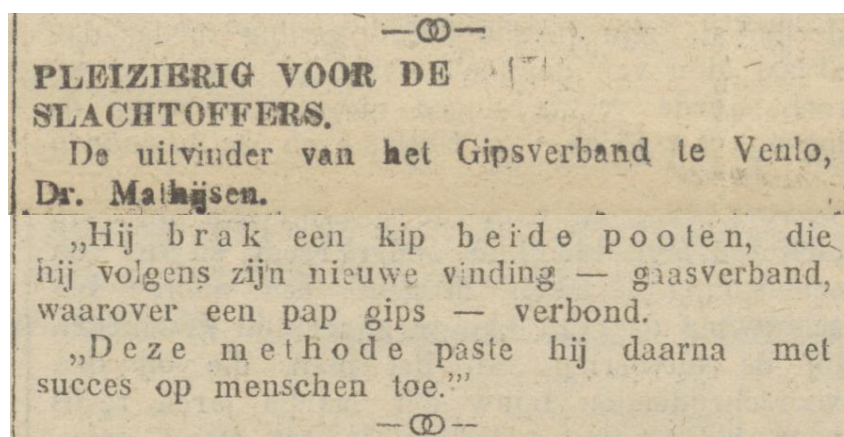 PLEIZIERIG VOOR DE
SLACHTOFFERS.
De uitvinder van het Gipsverband te Venlo,
Dr. Mathijsen.
„Hij brak een kip beide pooten, die
hij volgens zijn nieuwe vinding — gaasverband,
waarover een pap gips — verbond.
„Deze methode paste hij daarna met
succes op menschen toe.”’